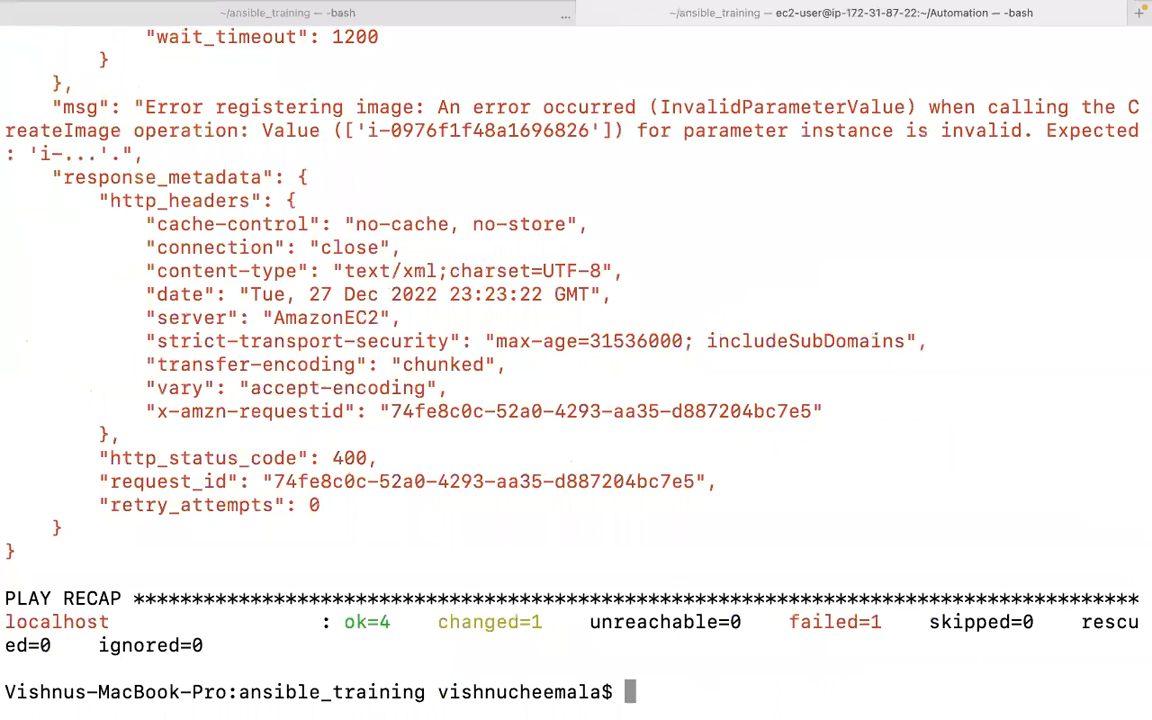 ~/ansible_training — -bash
...
~/ansible_training — ec2-user@ip-172-31-87-22:~/Automation — -bash
+
"wait_timeout": 1200
}
},
"msg": "Error registering image: An error occurred (InvalidParameterValue) when calling the C
reateImage operation: Value (['i-0976f1f48a1696826']) for parameter instance is invalid. Expected
: 'i-...'.",
"response_metadata": {
"http_headers": {
"cache-control": "no-cache, no-store",
"connection": "close",
"content-type": "text/xml;charset=UTF-8",
"date": "Tue, 27 Dec 2022 23:23:22 GMT",
"server": "AmazonEC2",
"strict-transport-security": "max-age=31536000; includeSubDomains",
"transfer-encoding": "chunked",
"vary": "accept-encoding",
"x-amzn-requestid": "74fe8c0c-52a0-4293-aa35-d887204bc7e5"
},
"http_status_code": 400,
"request_id": "74fe8c0c-52a0-4293-aa35-d887204bc7e5",
"retry_attempts": 0
}
}
PLAY RECAP *************************************************************************************
localhost : ok=4 changed=1 unreachable=0 failed=1 skipped=0 rescu
ed=0 ignored=0
Vishnus-MacBook-Pro:ansible_training vishnucheemala$